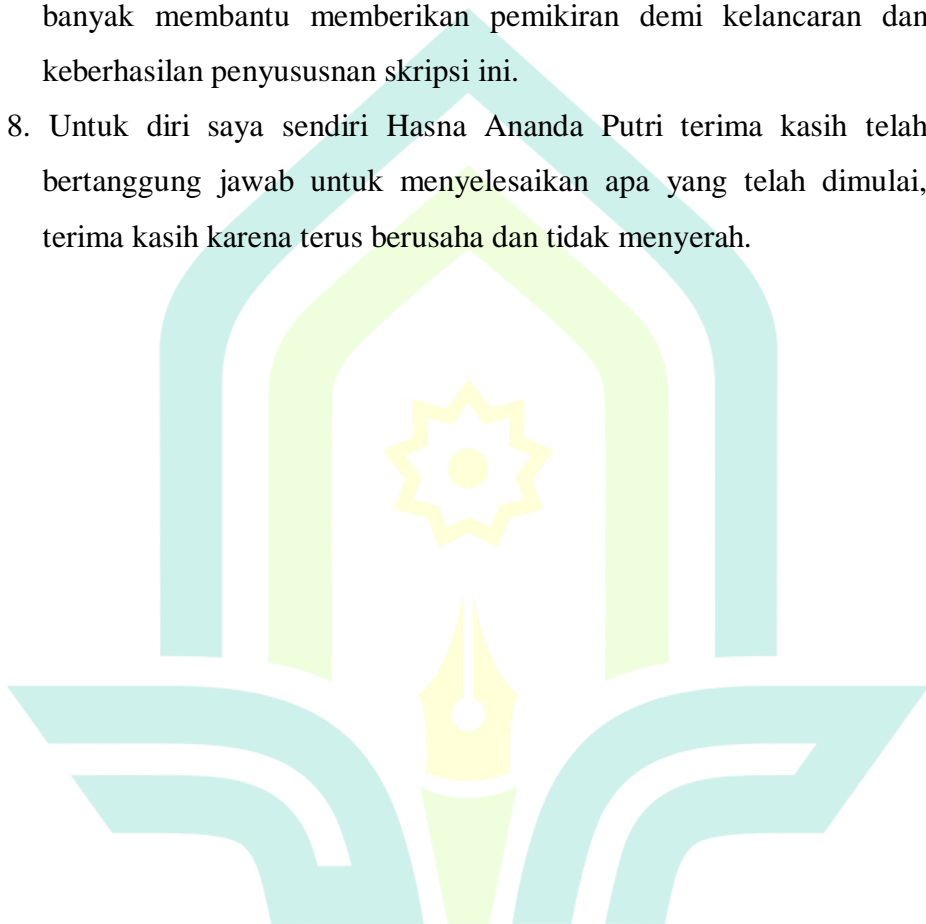 banyak membantu memberikan pemikiran demi kelancaran dan
keberhasilan penyususnan skripsi ini.
8. Untuk diri saya sendiri Hasna Ananda Putri terima kasih telah
bertanggung jawab untuk menyelesaikan apa yang telah dimulai,
terima kasih karena terus berusaha dan tidak menyerah.